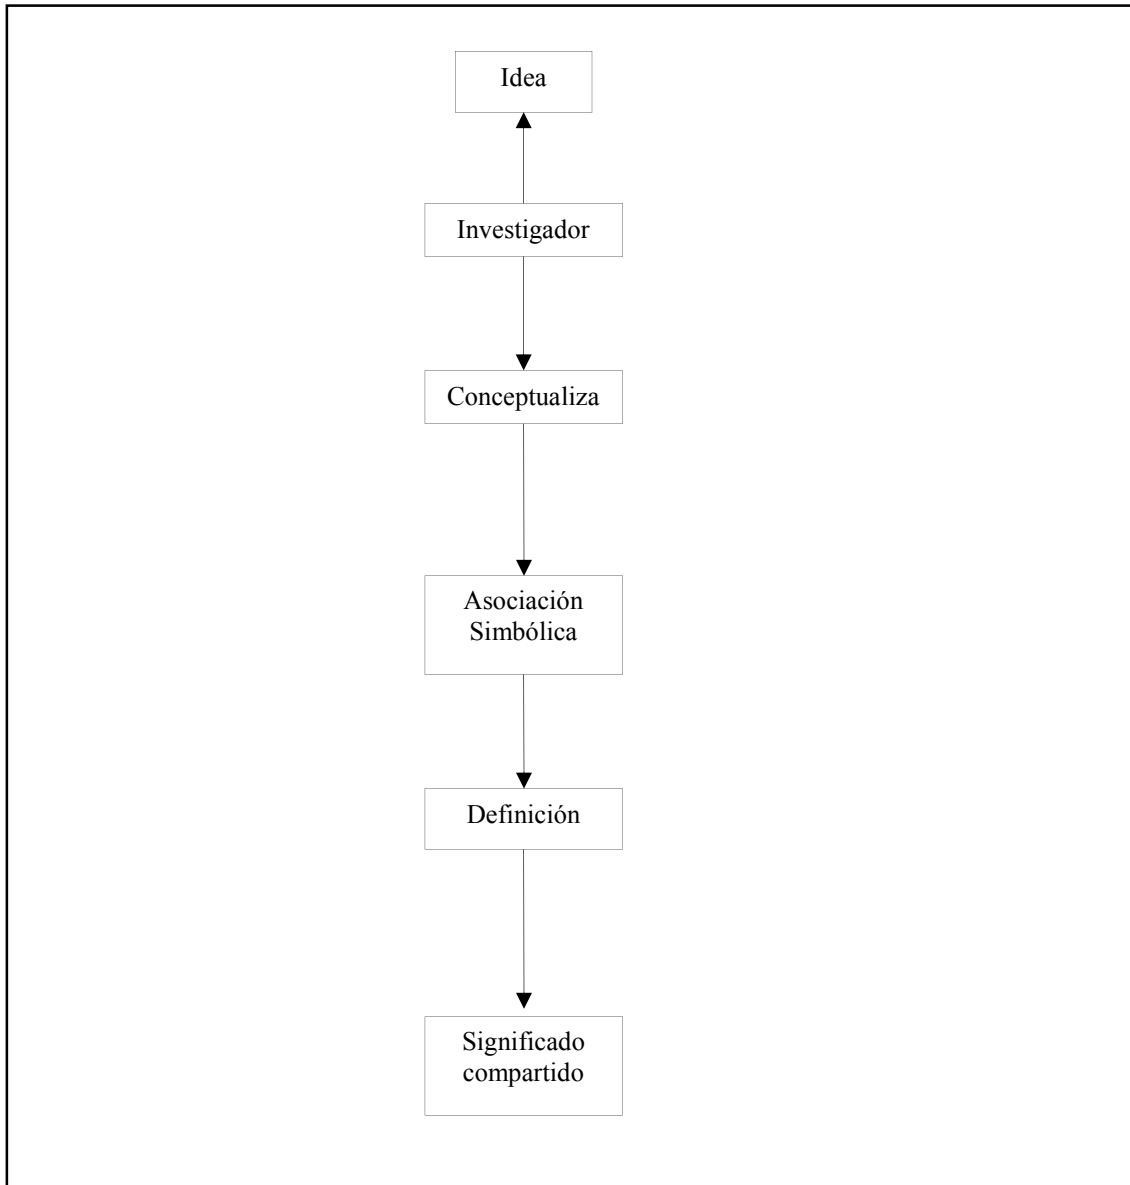 Idea
Investigador
Conceptualiza
Asociación
Simbólica
Definición
Significado
compartido